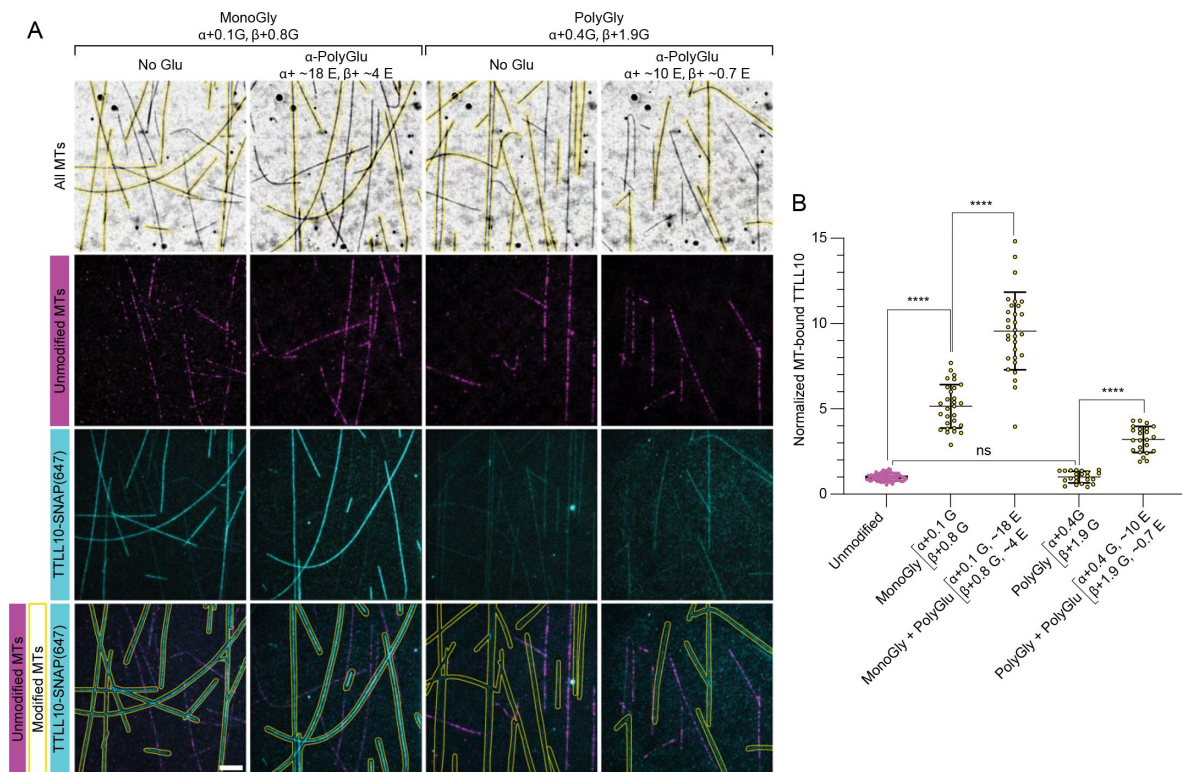 A
MonoGly
α+0.1G, β+0.8G
PolyGly
α+0.4G, β+1.9G
No Glu
α-PolyGlu
α+ ~18 E, β+ ~4 E
No Glu
α-PolyGlu
α+ ~10 E, β+ ~0.7 E
All MTs
Unmodified MTs
TTLL10-SNAP(647)
Unmodified MTs
Modified MTs
TTLL10-SNAP(647)
B
Normalized MT-bound TTLL10
15
10
5
0
****
****
****
ns
Unmodified
MonoGly [α+0.1 G
β+0.8 G
MonoGly + PolyGlu [α+0.1 G, ~18 E
β+0.8 G, ~4 E
PolyGly [α+0.4G
β+1.9 G
PolyGly + PolyGlu [α+0.4 G, ~10 E
β+1.9 G, ~0.7 E